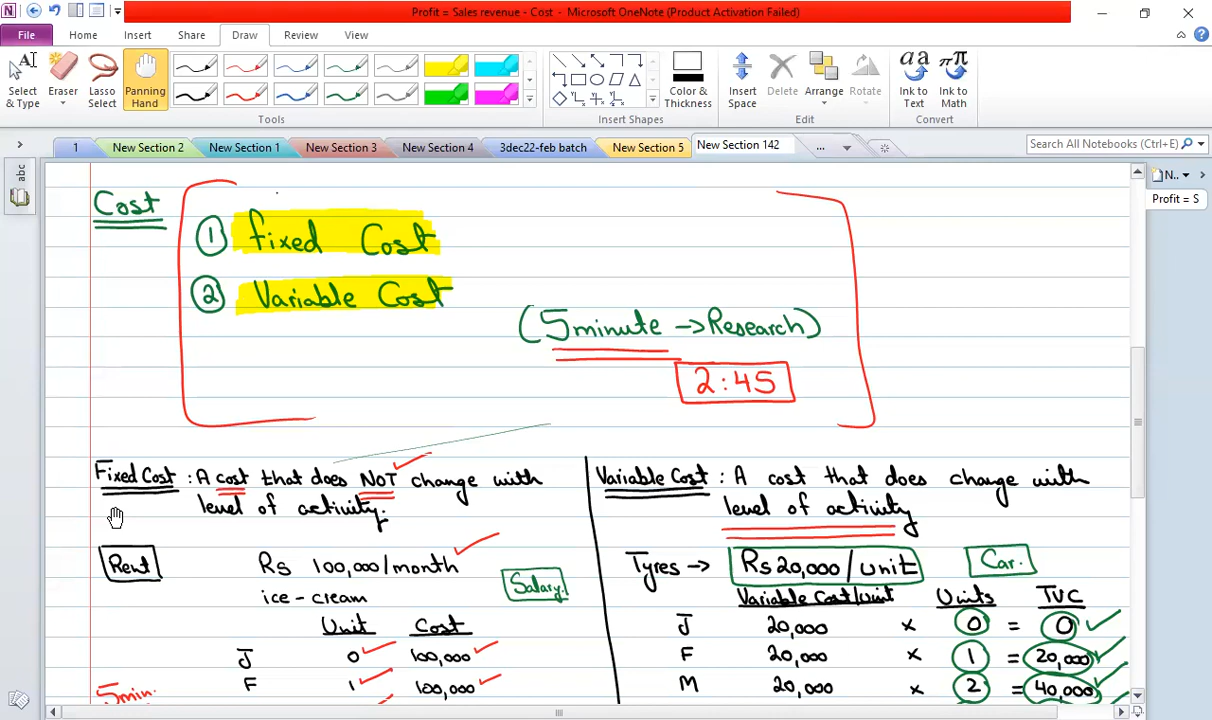 Profit = Sales revenue - Cost - Microsoft OneNote (Product Activation Failed)
File Home Insert Share Draw Review View
Select & Type
Eraser
Lasso Select
Panning Hand
Color & Thickness
Insert Space
Delete
Arrange
Rotate
Ink to Text
Ink to Math
Tools Insert Shapes Edit Convert
1 New Section 2 New Section 1 New Section 3 New Section 4 3dec22-feb batch New Section 5 New Section 142 ... Search All Notebooks (Ctrl+E)
abc
N..
Profit = S
Cost
① fixed Cost
② Variable Cost
(5minute → Research)
2:45
Fixed Cost : A cost that does NOT change with
level of activity.
Rent
Rs 100,000/month
ice-cream
Salary.
Unit Cost
J 0 100,000
F 1 100,000
5min.
Variable Cost : A cost that does change with
level of activity
Tyres → Rs 20,000/unit Car.
Variable Cost/Unit Units TVC
J 20,000 × 0 = 0
F 20,000 × 1 = 20,000
M 20,000 × 2 = 40,000